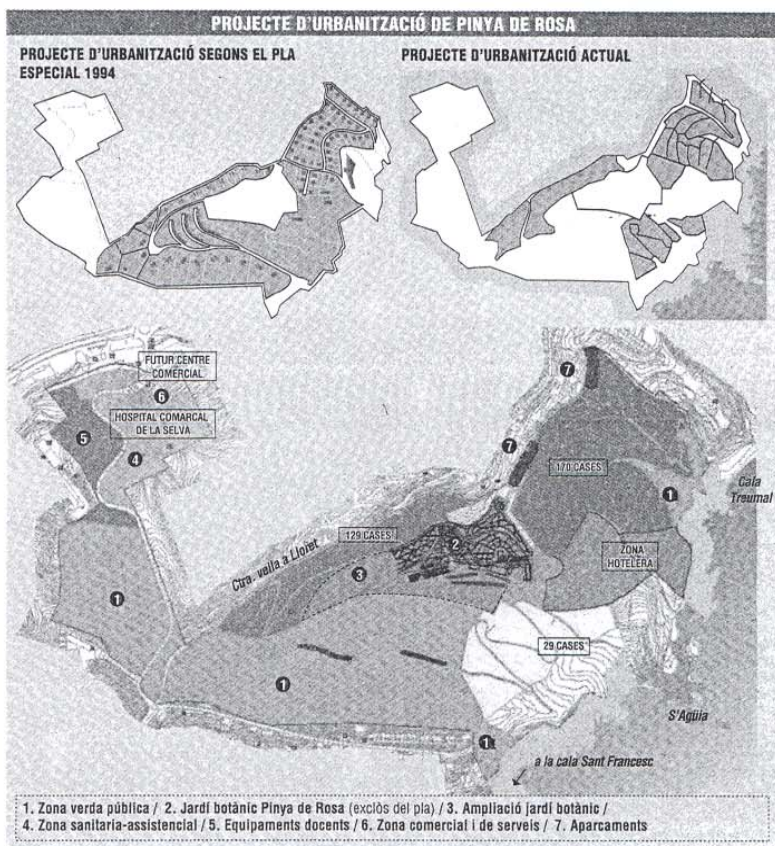 PROJECTE D'URBANITZACIÓ DE PINYA DE ROSA
PROJECTE D'URBANITZACIÓ SEGONS EL PLA
ESPECIAL 1994
PROJECTE D'URBANITZACIÓ ACTUAL
FUTUR CENTRE
COMERCIAL
6
HOSPITAL COMARCAL
DE LA SELVA
5
4
7
7
170 CASES
1
Cala
Treumal
129 CASES
2
ZONA
HOTELERA
Ctra. vella a Lloret
3
1
29 CASES
1
S'Agüia
1
a la cala Sant Francesc
1. Zona verda pública / 2. Jardí botànic Pinya de Rosa (exclòs del pla) / 3. Ampliació jardí botànic /
4. Zona sanitaria-assistencial / 5. Equipaments docents / 6. Zona comercial i de serveis / 7. Aparcaments